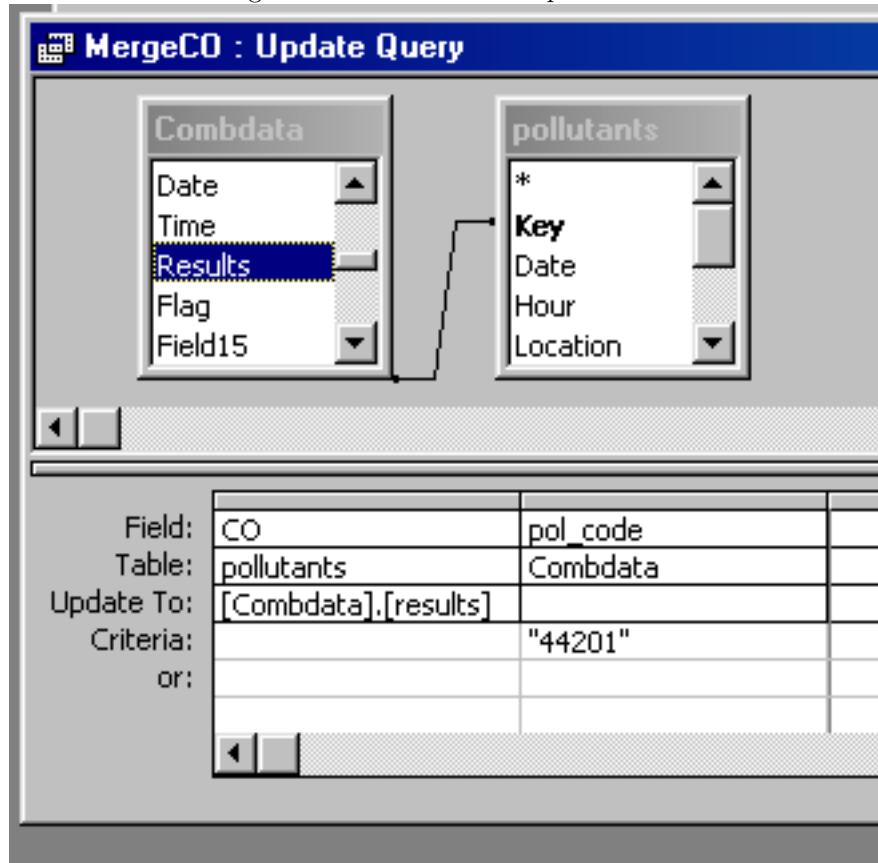 MergeCO : Update Query
Combdata
Date
Time
Results
Flag
Field15
pollutants
*
Key
Date
Hour
Location
Field: CO pol_code
Table: pollutants Combdata
Update To: [Combdata].[results]
Criteria: "44201"
or: